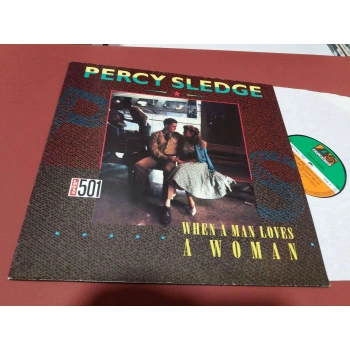 PERCY SLEDGE
501
WHEN A MAN LOVES
A WOMAN